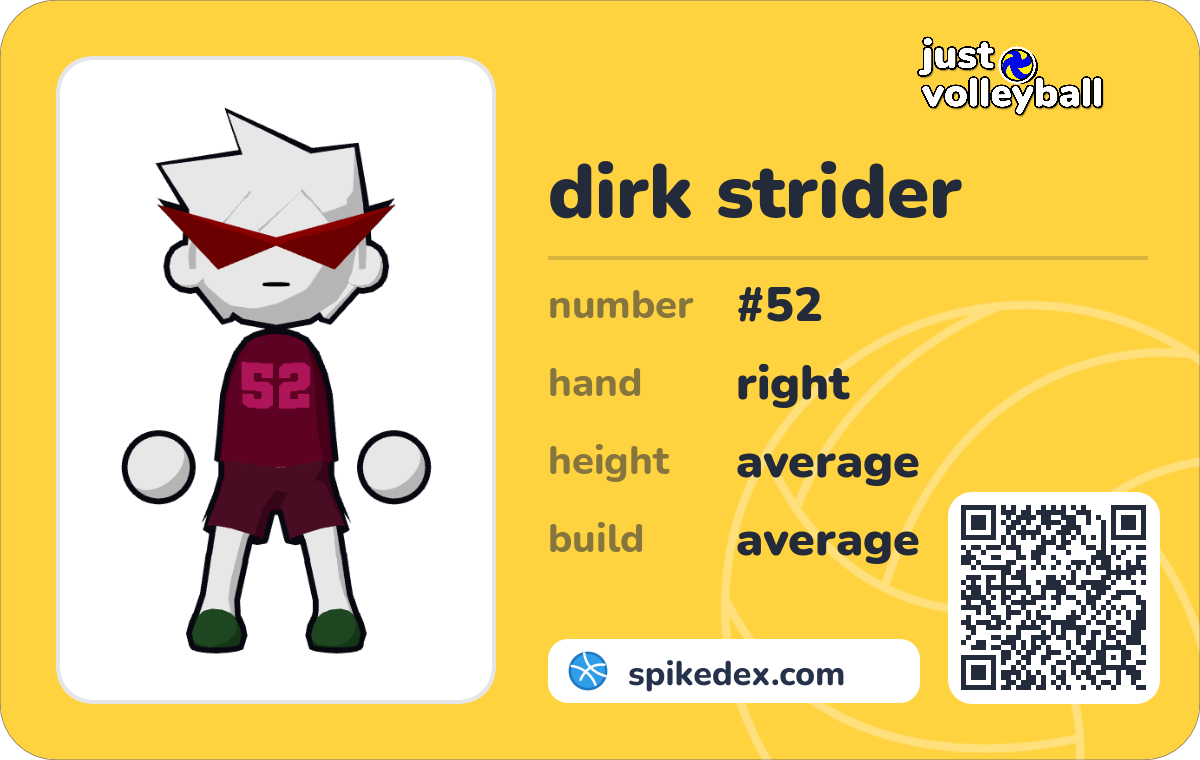 just
volleyball
dirk strider
number #52
hand right
height average
build average
52
spikedex.com